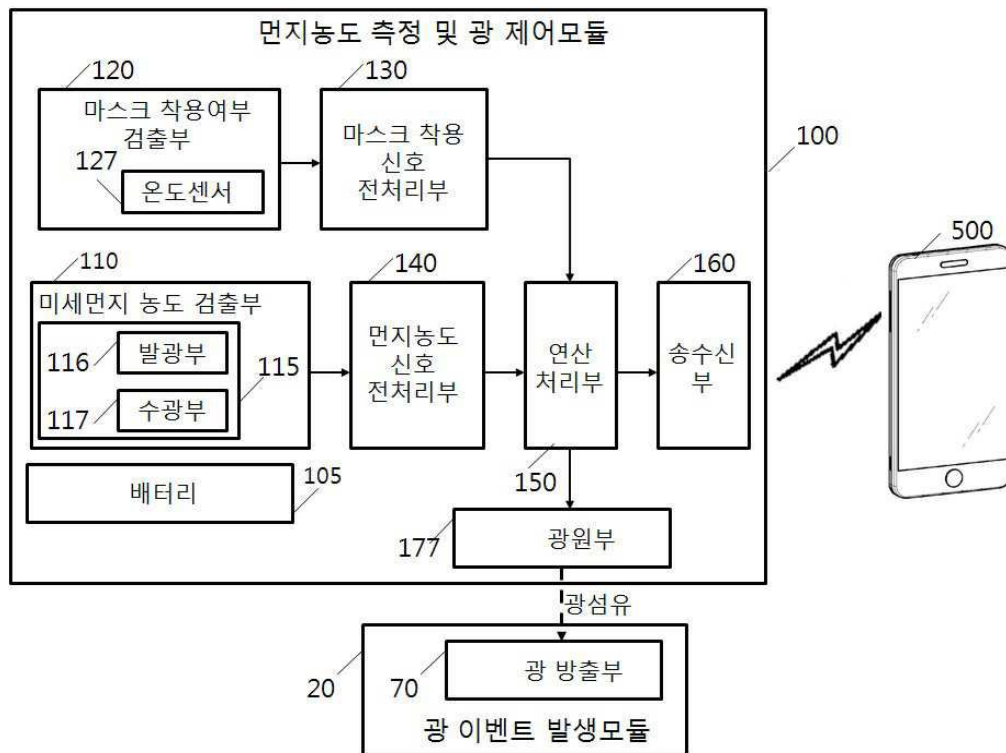 먼지농도 측정 및 광 제어모듈
120
마스크 착용여부
검출부
127
온도센서
130
마스크 착용
신호
전처리부
100
500
110
미세먼지 농도 검출부
116
발광부
115
117
수광부
140
먼지농도
신호
전처리부
연산
처리부
150
160
송수신
부
배터리
105
177
광원부
광섬유
20
70
광 방출부
광 이벤트 발생모듈